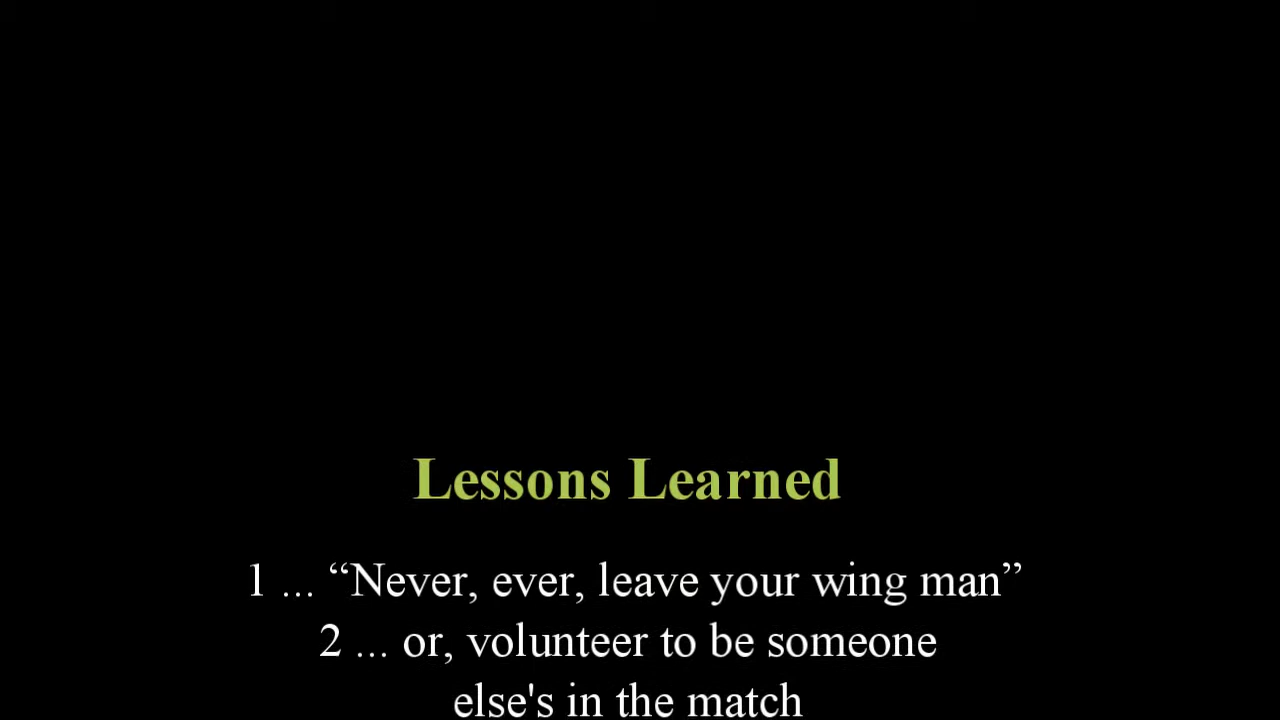 Lessons Learned
1 ... “Never, ever, leave your wing man”
2 ... or, volunteer to be someone
else's in the match